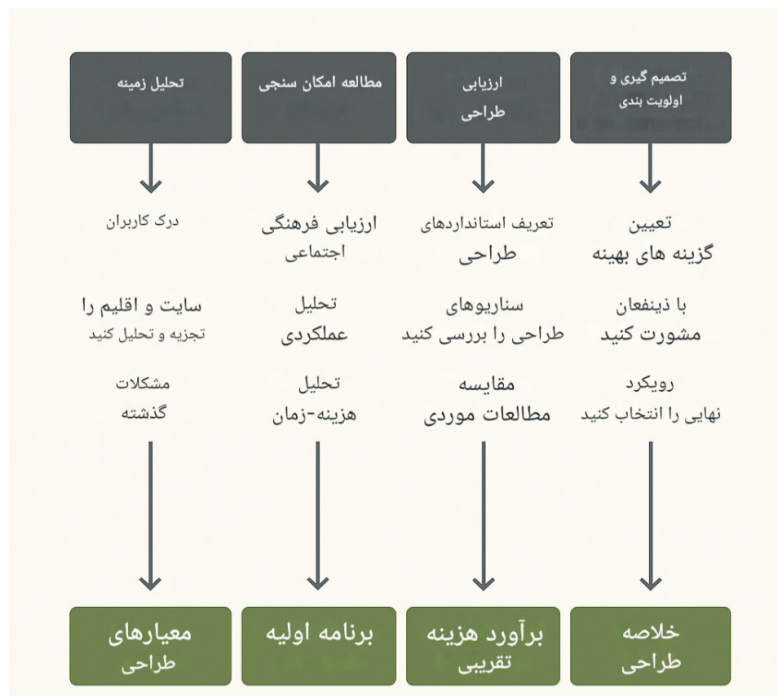 تصمیم گیری و
اولویت بندی
تعیین
گزینه های بهینه
با ذینفعان
مشورت کنید
رویکرد
نهایی را انتخاب کنید
خلاصه
طراحی
ارزیابی
طراحی
تعریف استانداردهای
طراحی
سناریوهای
طراحی را بررسی کنید
مقایسه
مطالعات موردی
برآورد هزینه
تقریبی
مطالعه امکان سنجی
ارزیابی فرهنگی
اجتماعی
تحلیل
عملکردی
تحلیل
هزینه-زمان
برنامه اولیه
تحلیل زمینه
درک کاربران
سایت و اقلیم را
تجزیه و تحلیل کنید
مشکلات
گذشته
معیارهای
طراحی